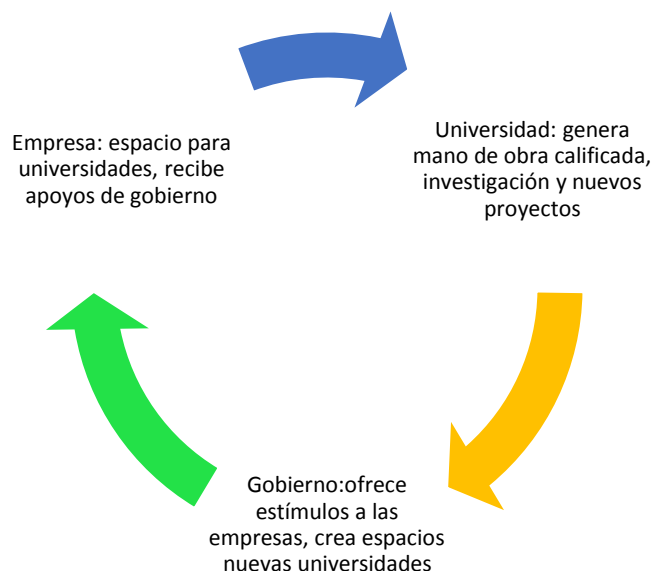 Empresa: espacio para
universidades, recibe
apoyos de gobierno
Universidad: genera
mano de obra calificada,
investigación y nuevos
proyectos
Gobierno:ofrece
estímulos a las
empresas, crea espacios
nuevas universidades